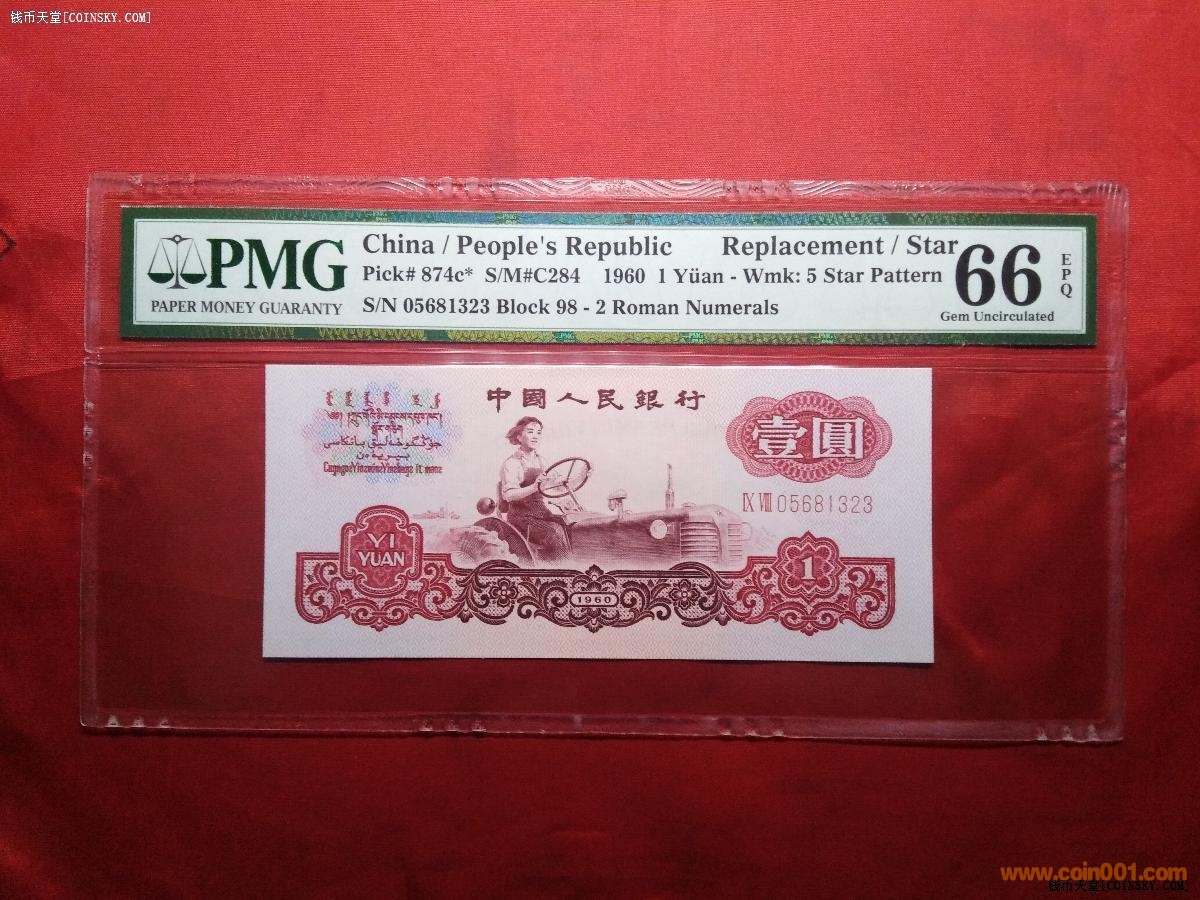 钱币天堂[COINSKY.COM]
PMG
PAPER MONEY GUARANTY
China / People's Republic Replacement / Star
Pick# 874c* S/M#C284 1960 1 Yüan - Wmk: 5 Star Pattern
S/N 05681323 Block 98 - 2 Roman Numerals
66
EPQ
Gem Uncirculated
中國人民銀行
壹圓
IX VIII 05681323
YI
YUAN
1960
1
www.coin001.com
钱币天堂[COINSKY.COM]